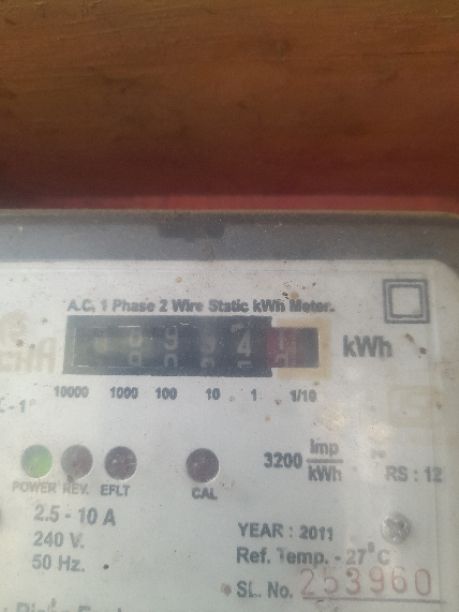 A.C. 1 Phase 2 Wire Static kWh Meter.
kWh
10000 1000 100 10 1 1/10
3200 Imp/kWh
RS : 12
POWER REV. EFLT CAL
2.5 - 10 A
240 V.
50 Hz.
YEAR : 2011
Ref. Temp. - 27°C
SL. No. 253960